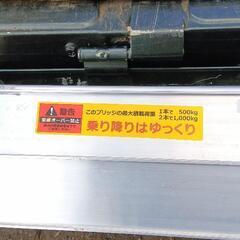 警告
重量オーバー禁止
このブリッジの最大積載荷重
1本で 500kg
2本で1,000kg
乗り降りはゆっくり